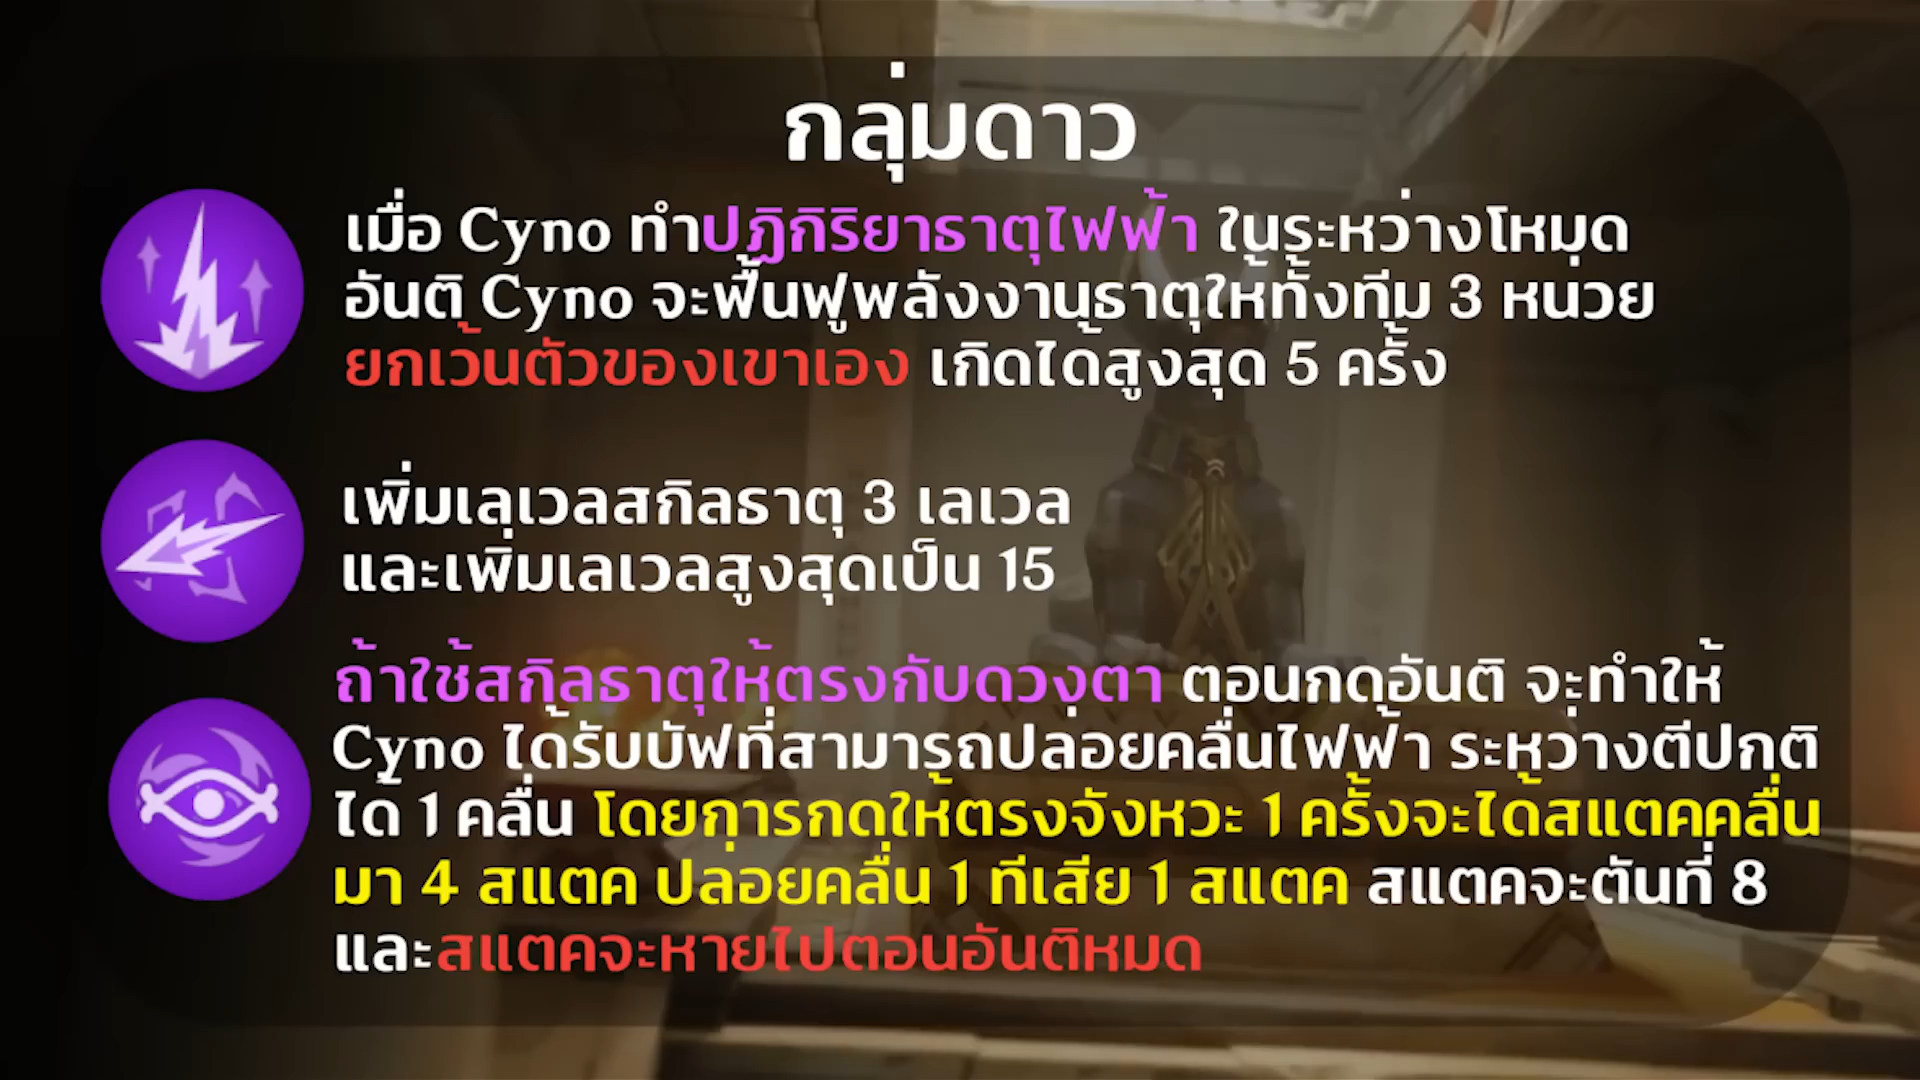 กลุ่มดาว
เมื่อ Cyno ทำปฏิกิริยาธาตุไฟฟ้า ในระหว่างโหมด
อันติ Cyno จะฟื้นฟูพลังงานธาตุให้ทั้งทีม 3 หน่วย
ยกเว้นตัวของเขาเอง เกิดได้สูงสุด 5 ครั้ง
เพิ่มเลเวลสกิลธาตุ 3 เลเวล
และเพิ่มเลเวลสูงสุดเป็น 15
ถ้าใช้สกิลธาตุให้ตรงกับดวงตา ตอนกดอันติ จะทำให้
Cyno ได้รับบัฟที่สามารถปล่อยคลื่นไฟฟ้า ระหว่างตีปกติ
ได้ 1 คลื่น โดยการกดให้ตรงจังหวะ 1 ครั้งจะได้สแตคคลื่น
มา 4 สแตค ปล่อยคลื่น 1 ทีเสีย 1 สแตค สแตคจะตันที่ 8
และสแตคจะหายไปตอนอันติหมด